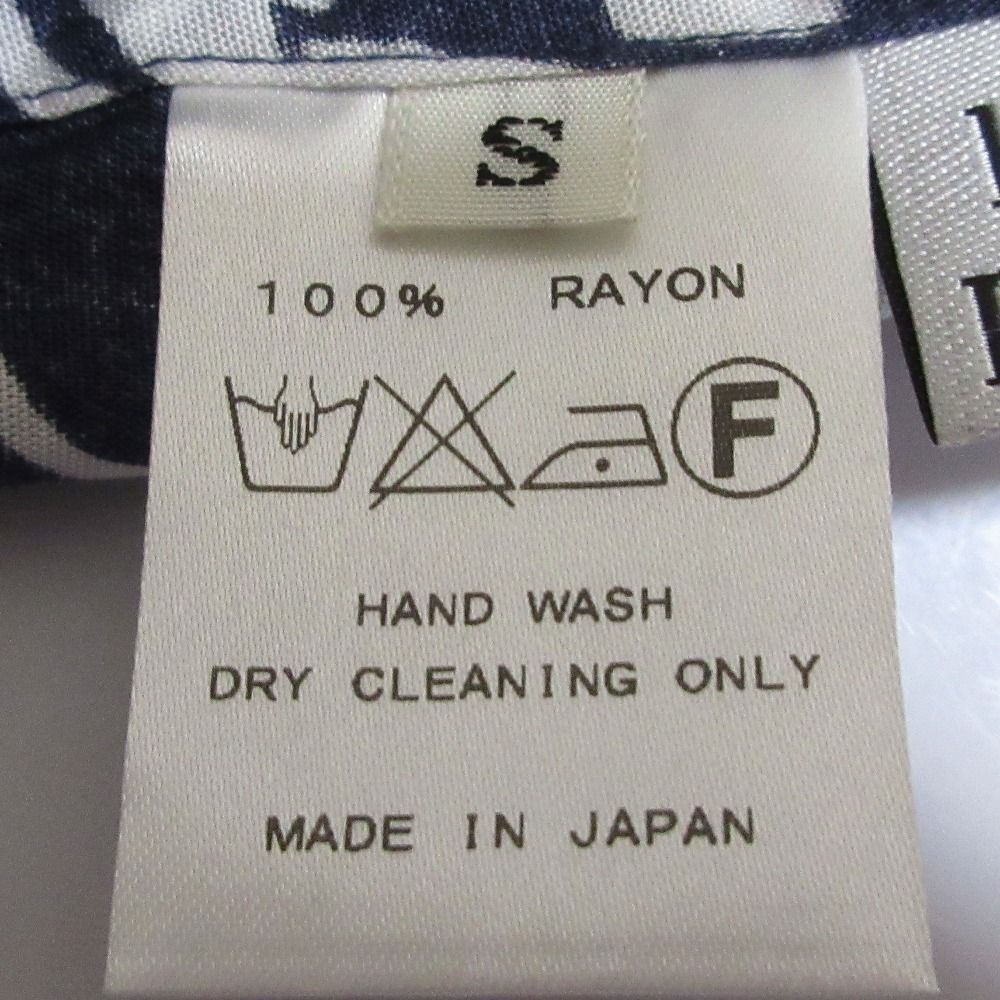 S
100% RAYON
F
HAND WASH
DRY CLEANING ONLY
MADE IN JAPAN